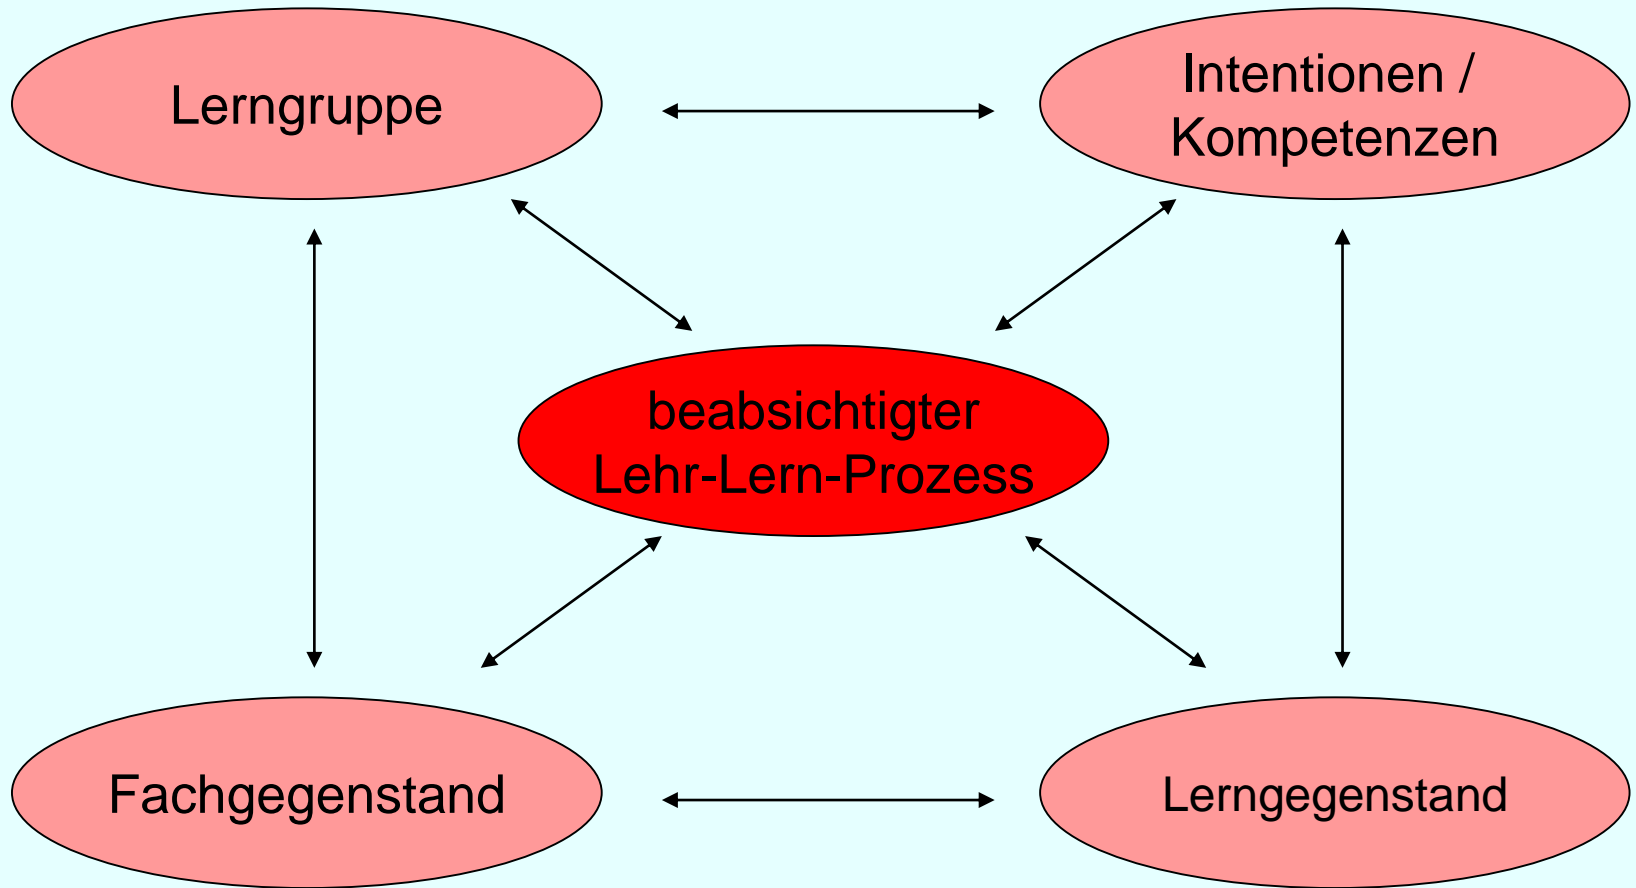 Lerngruppe
Intentionen /
Kompetenzen
beabsichtigter
Lehr-Lern-Prozess
Fachgegenstand
Lerngegenstand